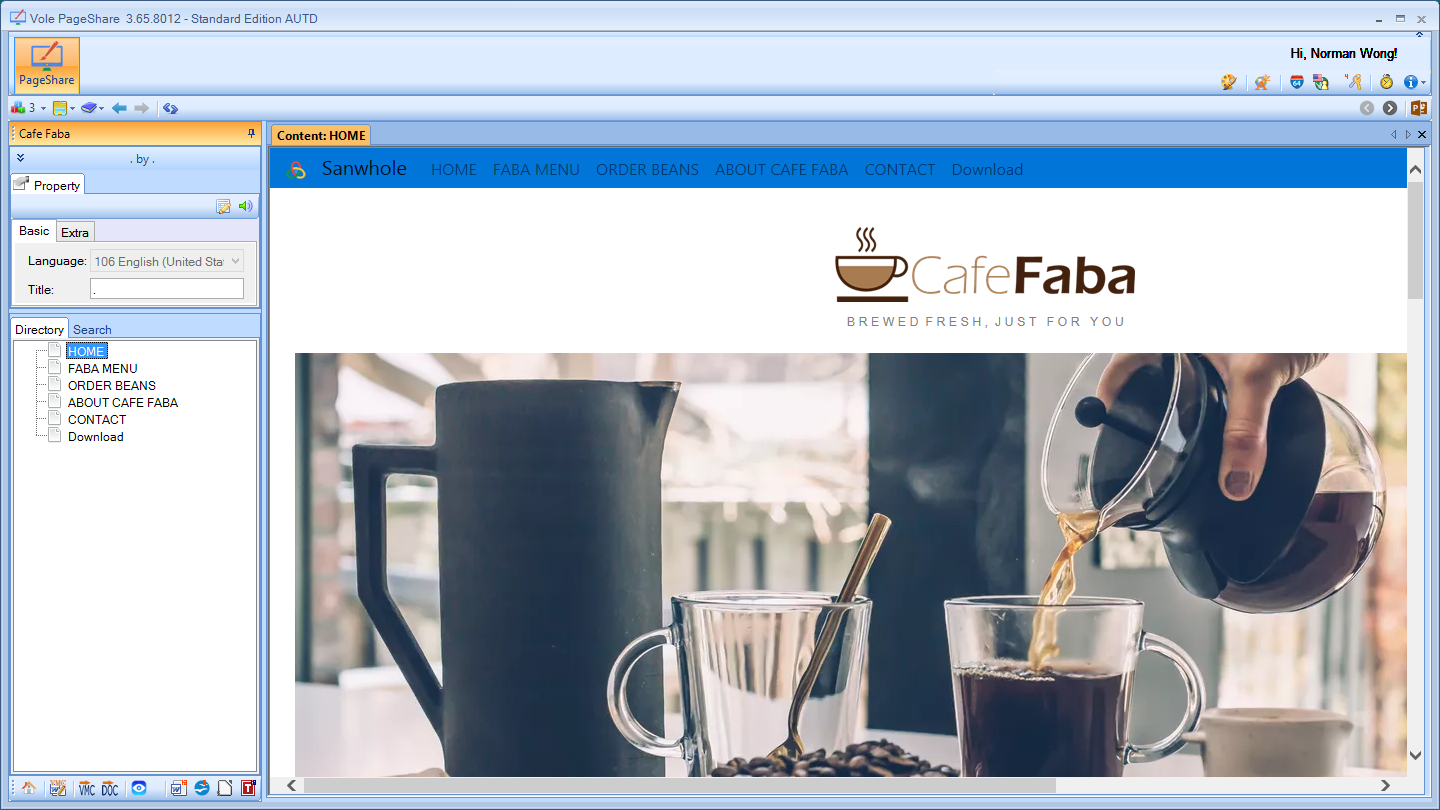 Vole PageShare 3.65.8012 - Standard Edition AUTD
PageShare
Hi, Norman Wong!
3
Cafe Faba
. by .
Property
Basic
Extra
Language:
106 English (United Sta
Title:
.
Directory
Search
HOME
FABA MENU
ORDER BEANS
ABOUT CAFE FABA
CONTACT
Download
VMC
DOC
Content: HOME
Sanwhole HOME FABA MENU ORDER BEANS ABOUT CAFE FABA CONTACT Download
CafeFaba
BREWED FRESH, JUST FOR YOU